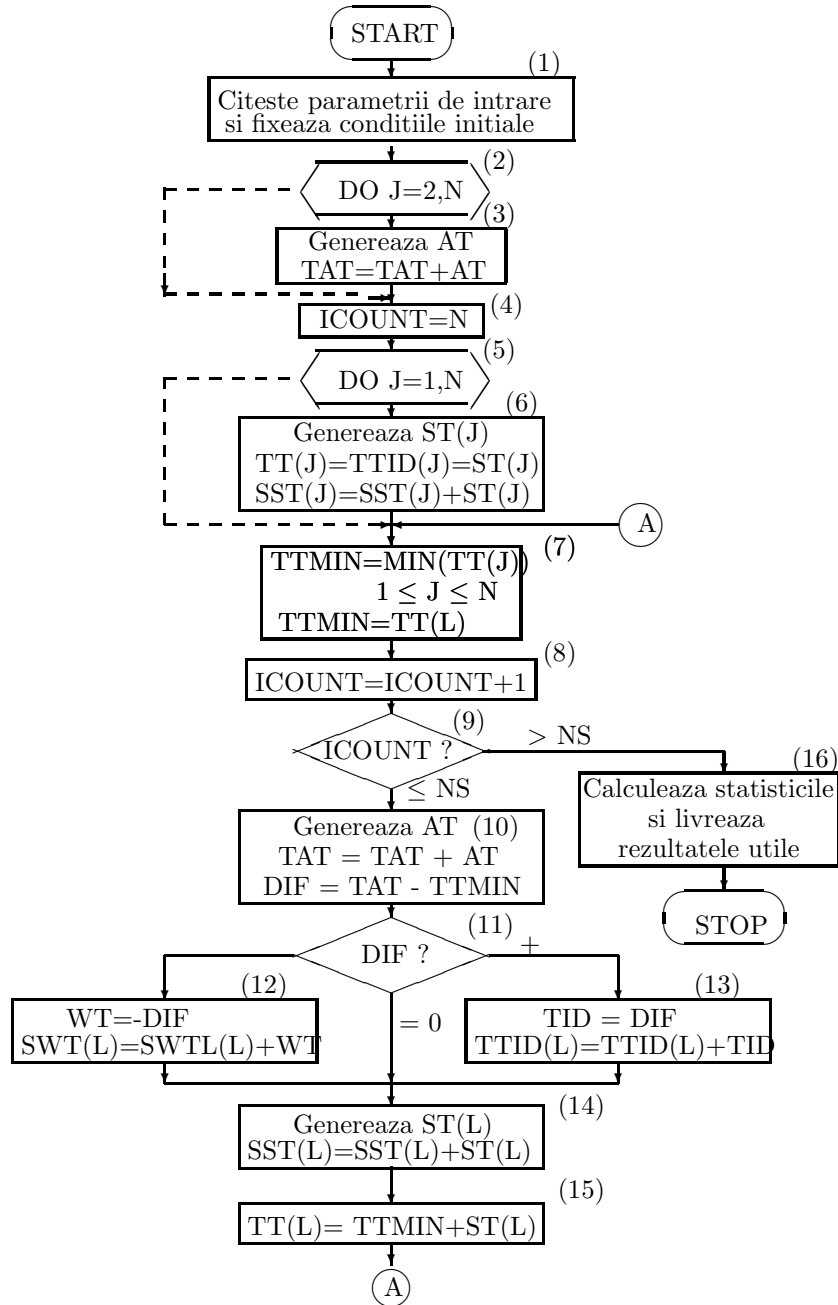 START
(1)
Citeste parametrii de intrare
si fixeaza conditiile initiale
(2)
DO J=2,N
(3)
Genereaza AT
TAT=TAT+AT
(4)
ICOUNT=N
(5)
DO J=1,N
(6)
Genereaza ST(J)
TT(J)=TTID(J)=ST(J)
SST(J)=SST(J)+ST(J)
A
(7)
TTMIN=MIN(TT(J))
1 ≤ J ≤ N
TTMIN=TT(L)
(8)
ICOUNT=ICOUNT+1
(9)
ICOUNT ?
> NS
≤ NS
(16)
Calculeaza statisticile
si livreaza
rezultatele utile
Genereaza AT (10)
TAT = TAT + AT
DIF = TAT - TTMIN
STOP
(11)
DIF ?
+
(12)
WT=-DIF
SWT(L)=SWTL(L)+WT
= 0
(13)
TID = DIF
TTID(L)=TTID(L)+TID
(14)
Genereaza ST(L)
SST(L)=SST(L)+ST(L)
(15)
TT(L)= TTMIN+ST(L)
A